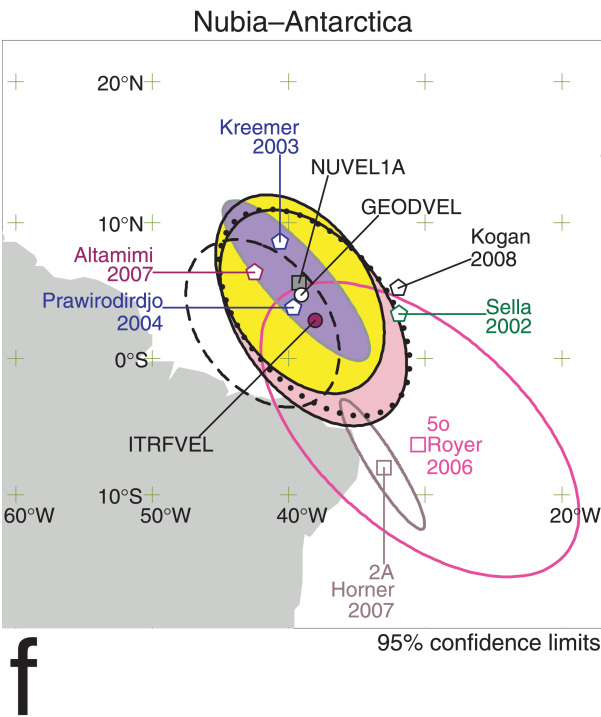 Nubia–Antarctica
20°N
Kreemer
2003
NUVEL1A
10°N
GEODVEL
Kogan
2008
Altamimi
2007
Prawirodirdjo
2004
Sella
2002
0°S
ITRFVEL
5o
Royer
2006
10°S
60°W
50°W
40°W
20°W
2A
Horner
2007
95% confidence limits
f